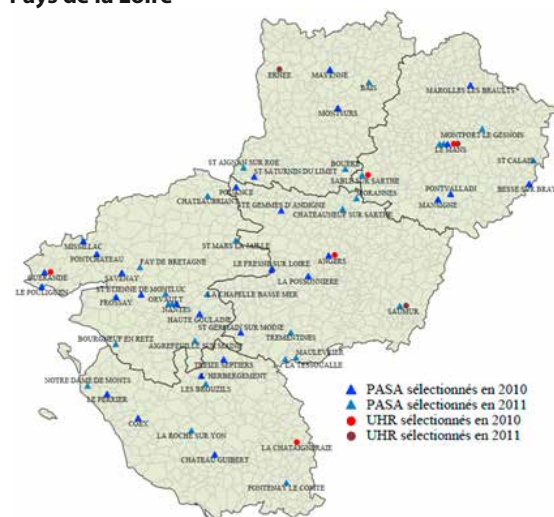 Pays de la Loire
ERNEE
MAYENNE
BAIS
MAROLLES LES BRAULTS
MONTSURS
MONTFORT LE GESNOIS
LE MANS
ST AIGNAN SUR ROE
BOUERE
ST CALAIS
ST SATURNIN DU LIMET
SABLE SUR SARTHE
POUANCE
MORANNES
PONTVALLAIN
BESSE SUR BRAY
CHATEAUBRIANT
STE GEMMES D'ANDIGNE
MANSIGNE
CHATEAUNEUF SUR SARTHE
MISSILLAC
ST MARS LA JAILLE
PONTCHATEAU
FAY DE BRETAGNE
ANGERS
GUERANDE
SAVENAY
LE FRESNE SUR LOIRE
LA POSSONNIERE
LE POULIGUEN
ST ETIENNE DE MONTLUC
ORVAULT
LA CHAPELLE BASSE MER
FROSSAY
NANTES
SAUMUR
HAUTE GOULAINE
ST GERMAIN SUR MOINE
BOURGNEUF EN RETZ
AIGREFEUILLE SUR MAINE
TREMENTINES
MAULEVRIER
TREIZE SEPTIERS
LA TESSOUALLE
NOTRE DAME DE MONTS
HERBERGEMENT
LES BROUZILS
LE PERRIER
PASA sélectionnés en 2010
PASA sélectionnés en 2011
COEX
UHR sélectionnés en 2010
LA ROCHE SUR YON
UHR sélectionnés en 2011
LA CHATAIGNERAIE
CHATEAU GUIBERT
FONTENAY LE COMTE